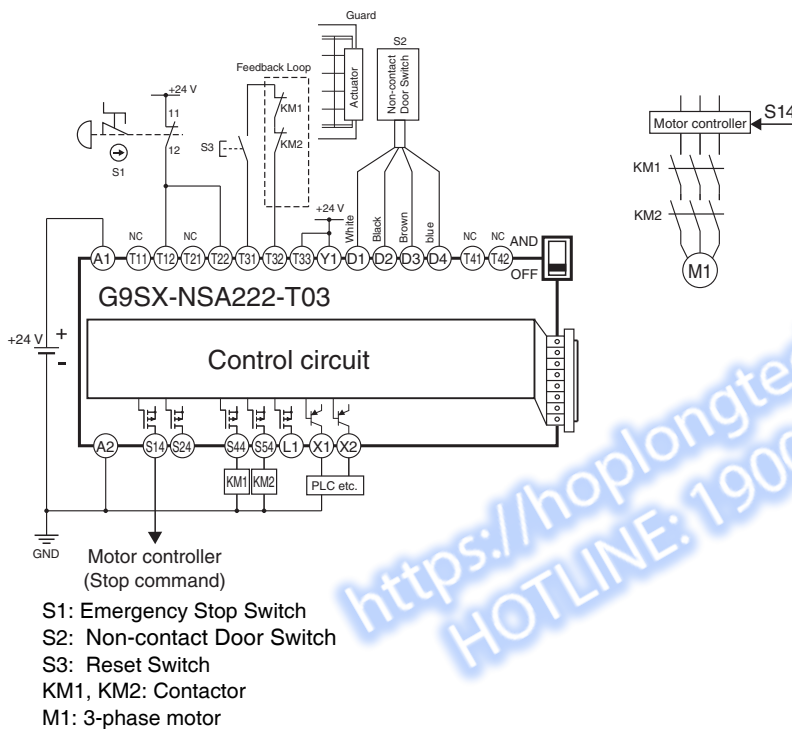 Guard
S2
Feedback Loop
+24 V
11
12
S1
S3
KM1
KM2
Actuator
Non-contact
Door Switch
+24 V
White
Black
Brown
blue
S14
Motor controller
KM1
KM2
M1
NC
NC
NC
NC
AND
OFF
A1
T11
T12
T21
T22
T31
T32
T33
Y1
D1
D2
D3
D4
T41
T42
G9SX-NSA222-T03
+24 V
+
-
Control circuit
A2
S14
S24
S44
S54
L1
X1
X2
KM1
KM2
PLC etc.
GND
Motor controller
(Stop command)
S1: Emergency Stop Switch
S2: Non-contact Door Switch
S3: Reset Switch
KM1, KM2: Contactor
M1: 3-phase motor
https://hoplongte
HOTLINE: 1900